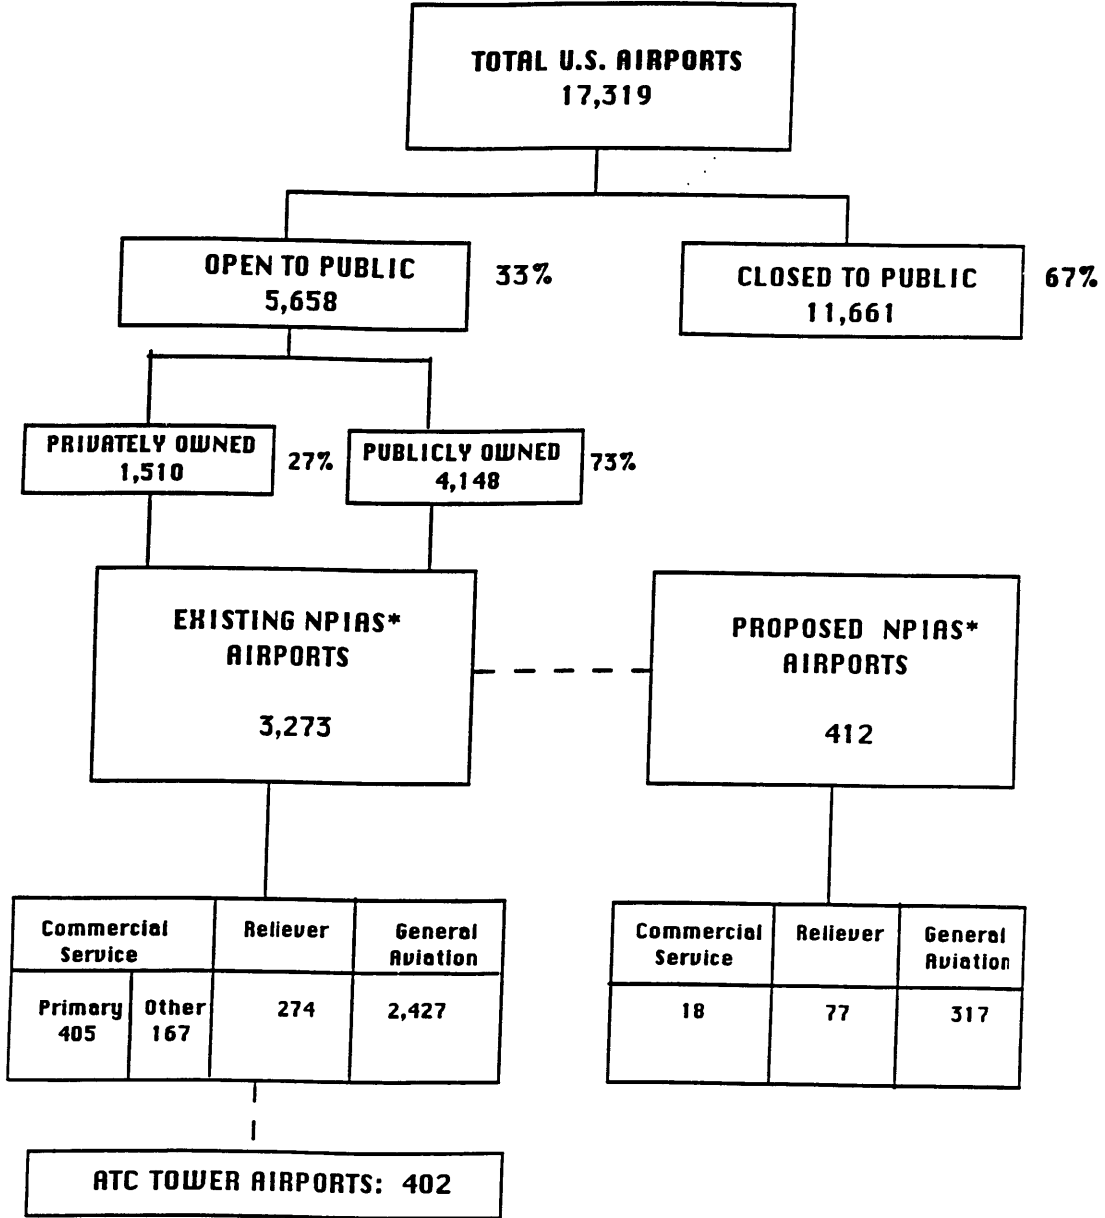 TOTAL U.S. AIRPORTS
17,319
OPEN TO PUBLIC
5,658
33%
CLOSED TO PUBLIC
11,661
67%
PRIVATELY OWNED
1,510
27%
PUBLICLY OWNED
4,148
73%
EXISTING NPIAS*
AIRPORTS
3,273
PROPOSED NPIAS*
AIRPORTS
412
Commercial
Service
Reliever
General
Aviation
Primary
405
Other
167
274
2,427
Commercial
Service
Reliever
General
Aviation
18
77
317
ATC TOWER AIRPORTS: 402